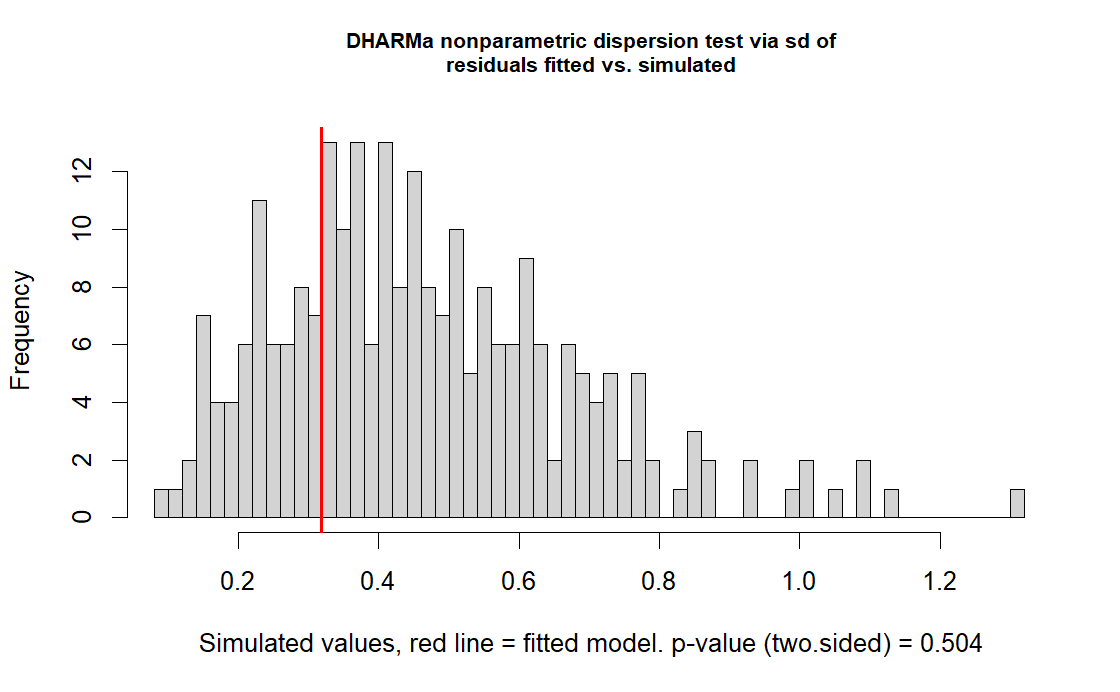 DHARMa nonparametric dispersion test via sd of
residuals fitted vs. simulated
Frequency
12
10
8
6
4
2
0
0.2 0.4 0.6 0.8 1.0 1.2
Simulated values, red line = fitted model. p-value (two.sided) = 0.504